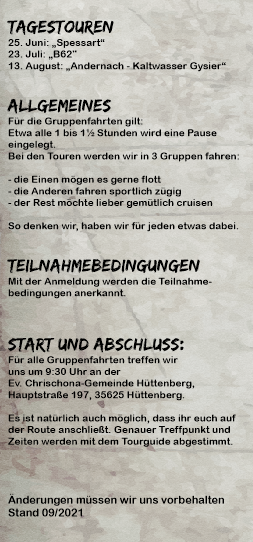 TAGESTOUREN
25. Juni: „Spessart“
23. Juli: „B62"
13. August: „Andernach - Kaltwasser Gysier“
ALLGEMEINES
Für die Gruppenfahrten gilt:
Etwa alle 1 bis 1½ Stunden wird eine Pause
eingelegt.
Bei den Touren werden wir in 3 Gruppen fahren:
- die Einen mögen es gerne flott
- die Anderen fahren sportlich zügig
- der Rest möchte lieber gemütlich cruisen
So denken wir, haben wir für jeden etwas dabei.
TEILNAHMEBEDINGUNGEN
Mit der Anmeldung werden die Teilnahme-
bedingungen anerkannt.
START UND ABSCHLUSS:
Für alle Gruppenfahrten treffen wir
uns um 9:30 Uhr an der
Ev. Chrischona-Gemeinde Hüttenberg,
Hauptstraße 197, 35625 Hüttenberg.
Es ist natürlich auch möglich, dass ihr euch auf
der Route anschließt. Genauer Treffpunkt und
Zeiten werden mit dem Tourguide abgestimmt.
Änderungen müssen wir uns vorbehalten
Stand 09/2021